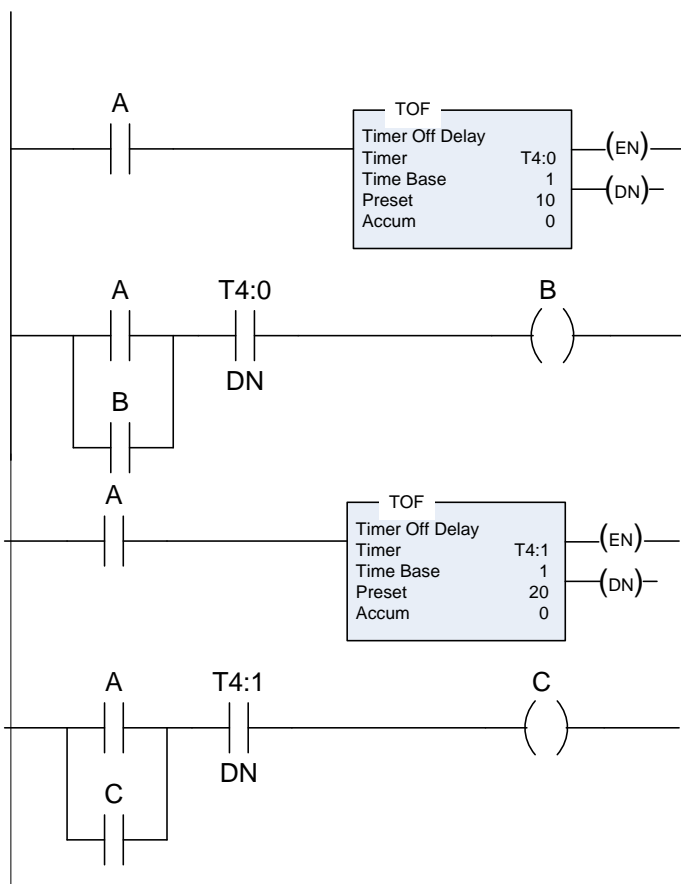 A
TOF
Timer Off Delay
Timer T4:0
Time Base 1
Preset 10
Accum 0
(EN)
(DN)
A T4:0 B
DN
B
A
TOF
Timer Off Delay
Timer T4:1
Time Base 1
Preset 20
Accum 0
(EN)
(DN)
A T4:1 C
DN
C